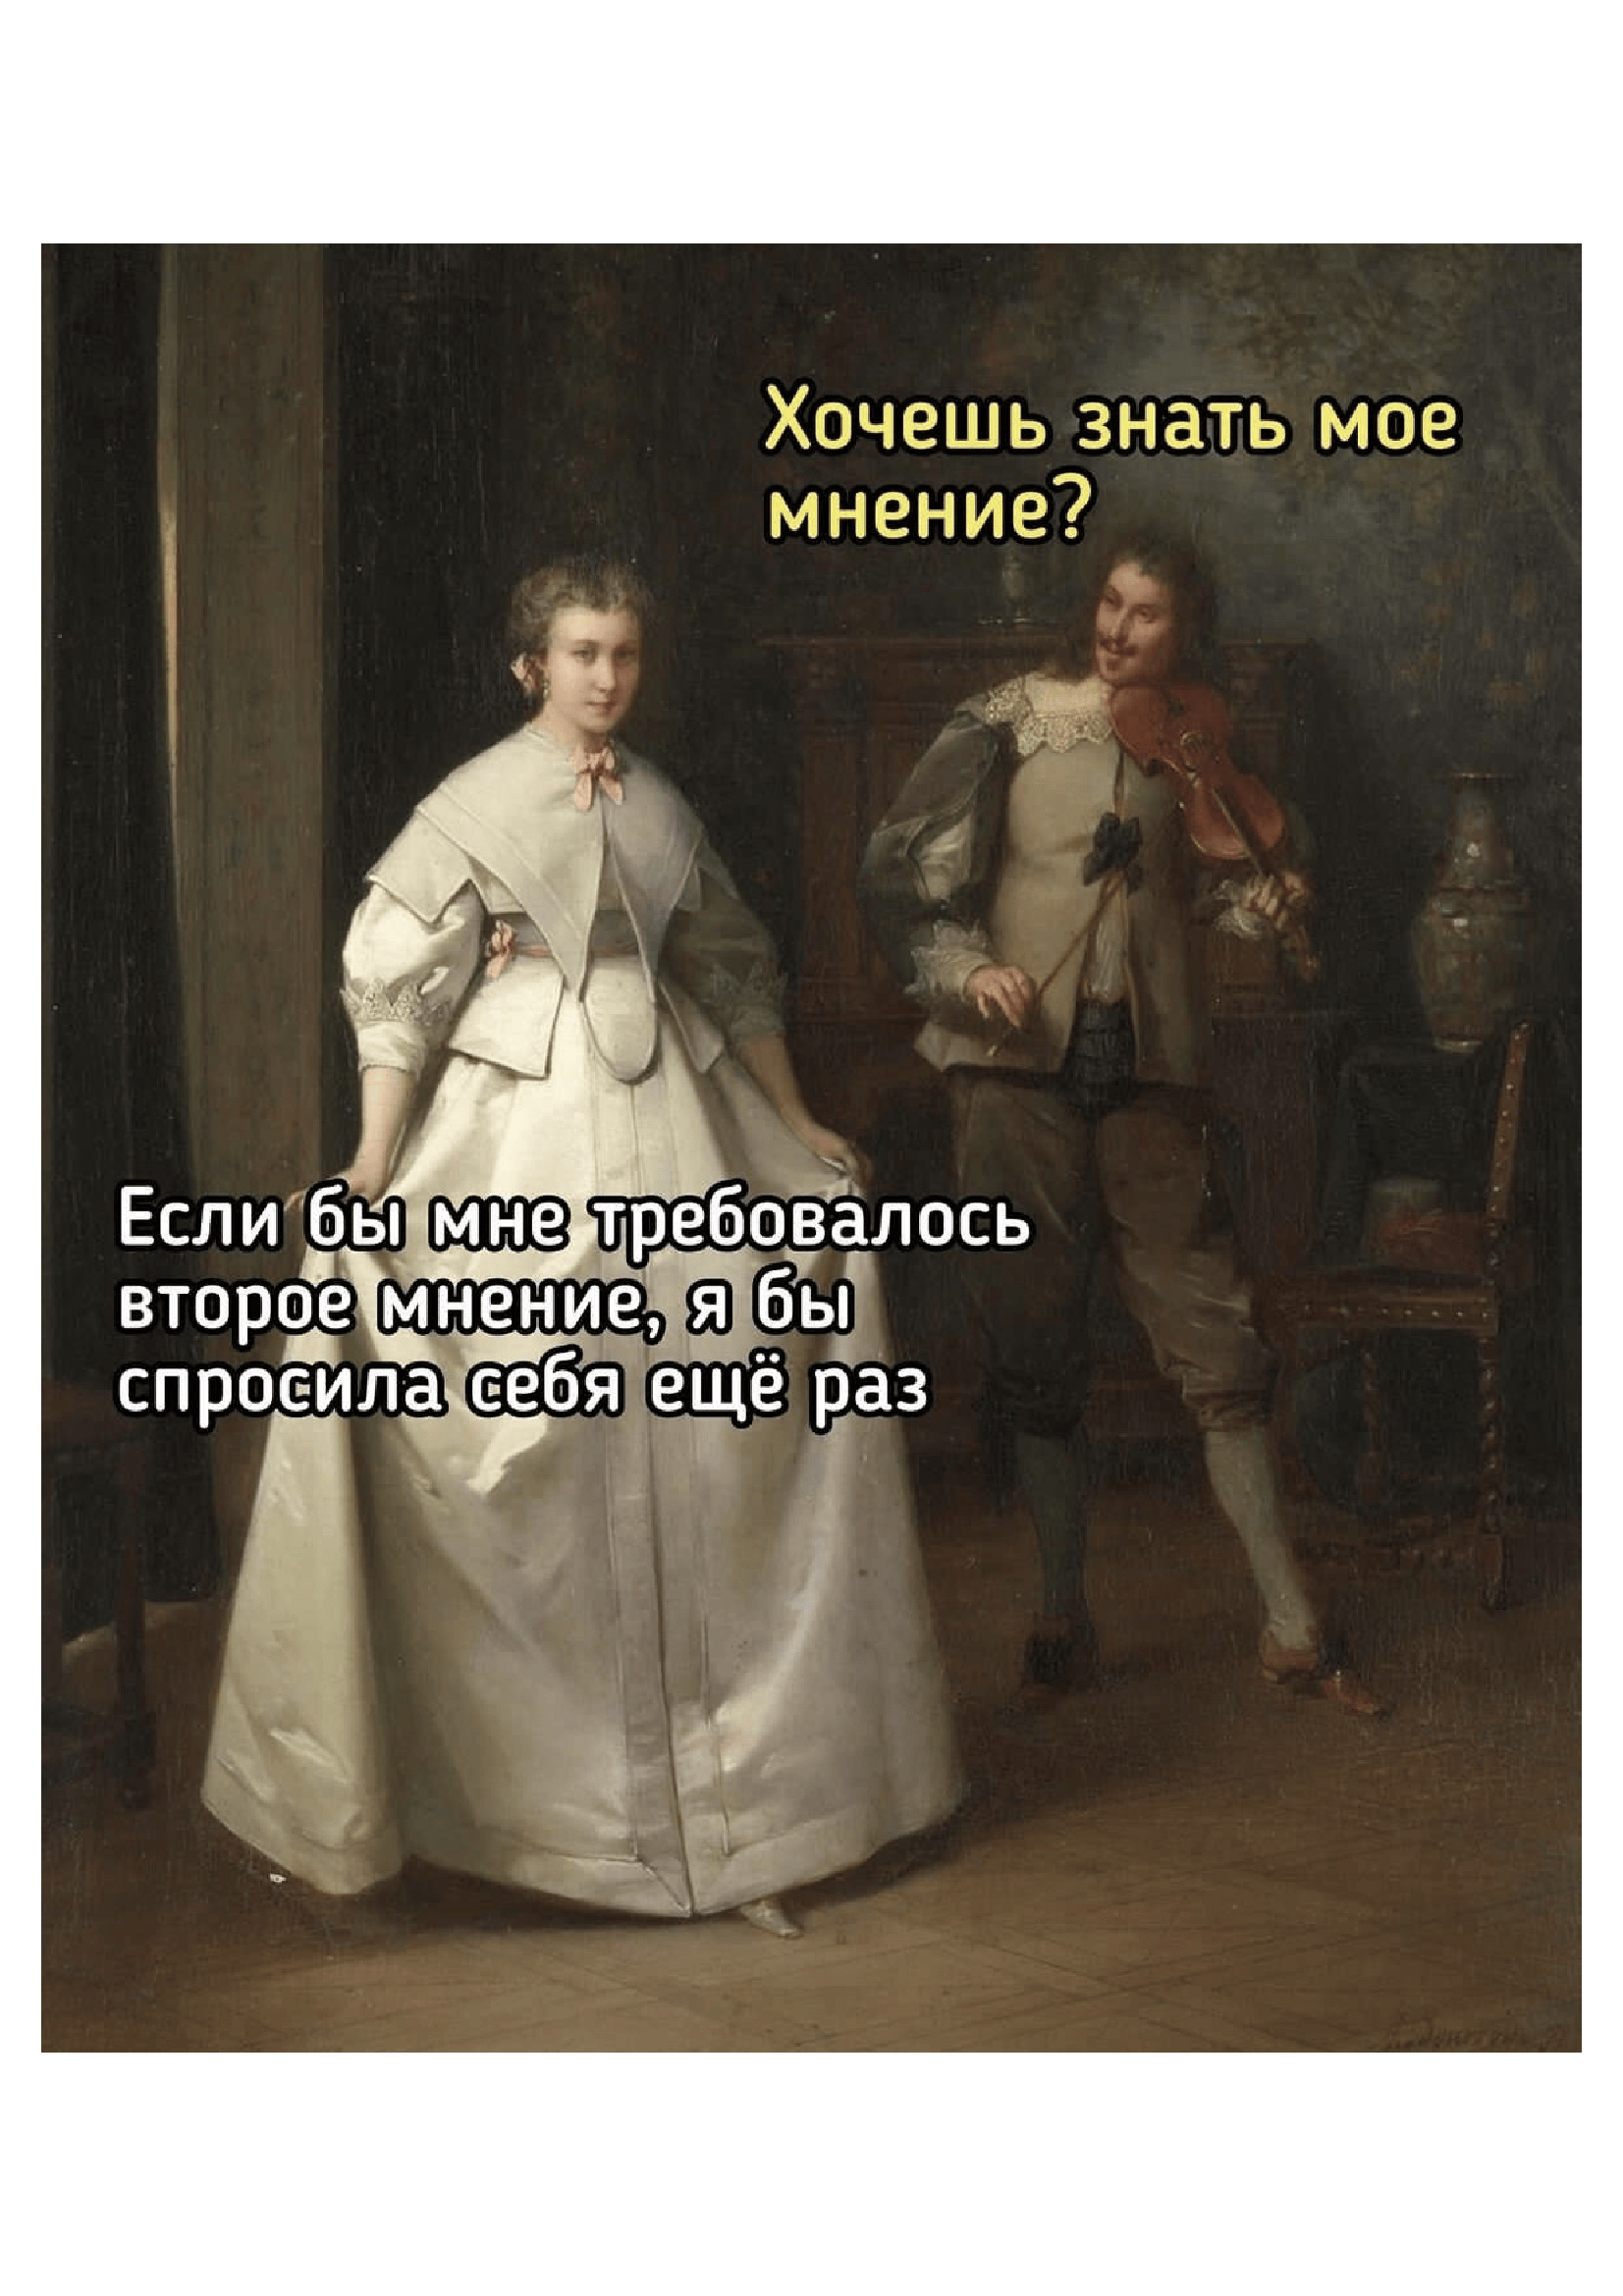 Хочешь знать мое
мнение?
Если бы мне требовалось
второе мнение, я бы
спросила себя ещё раз